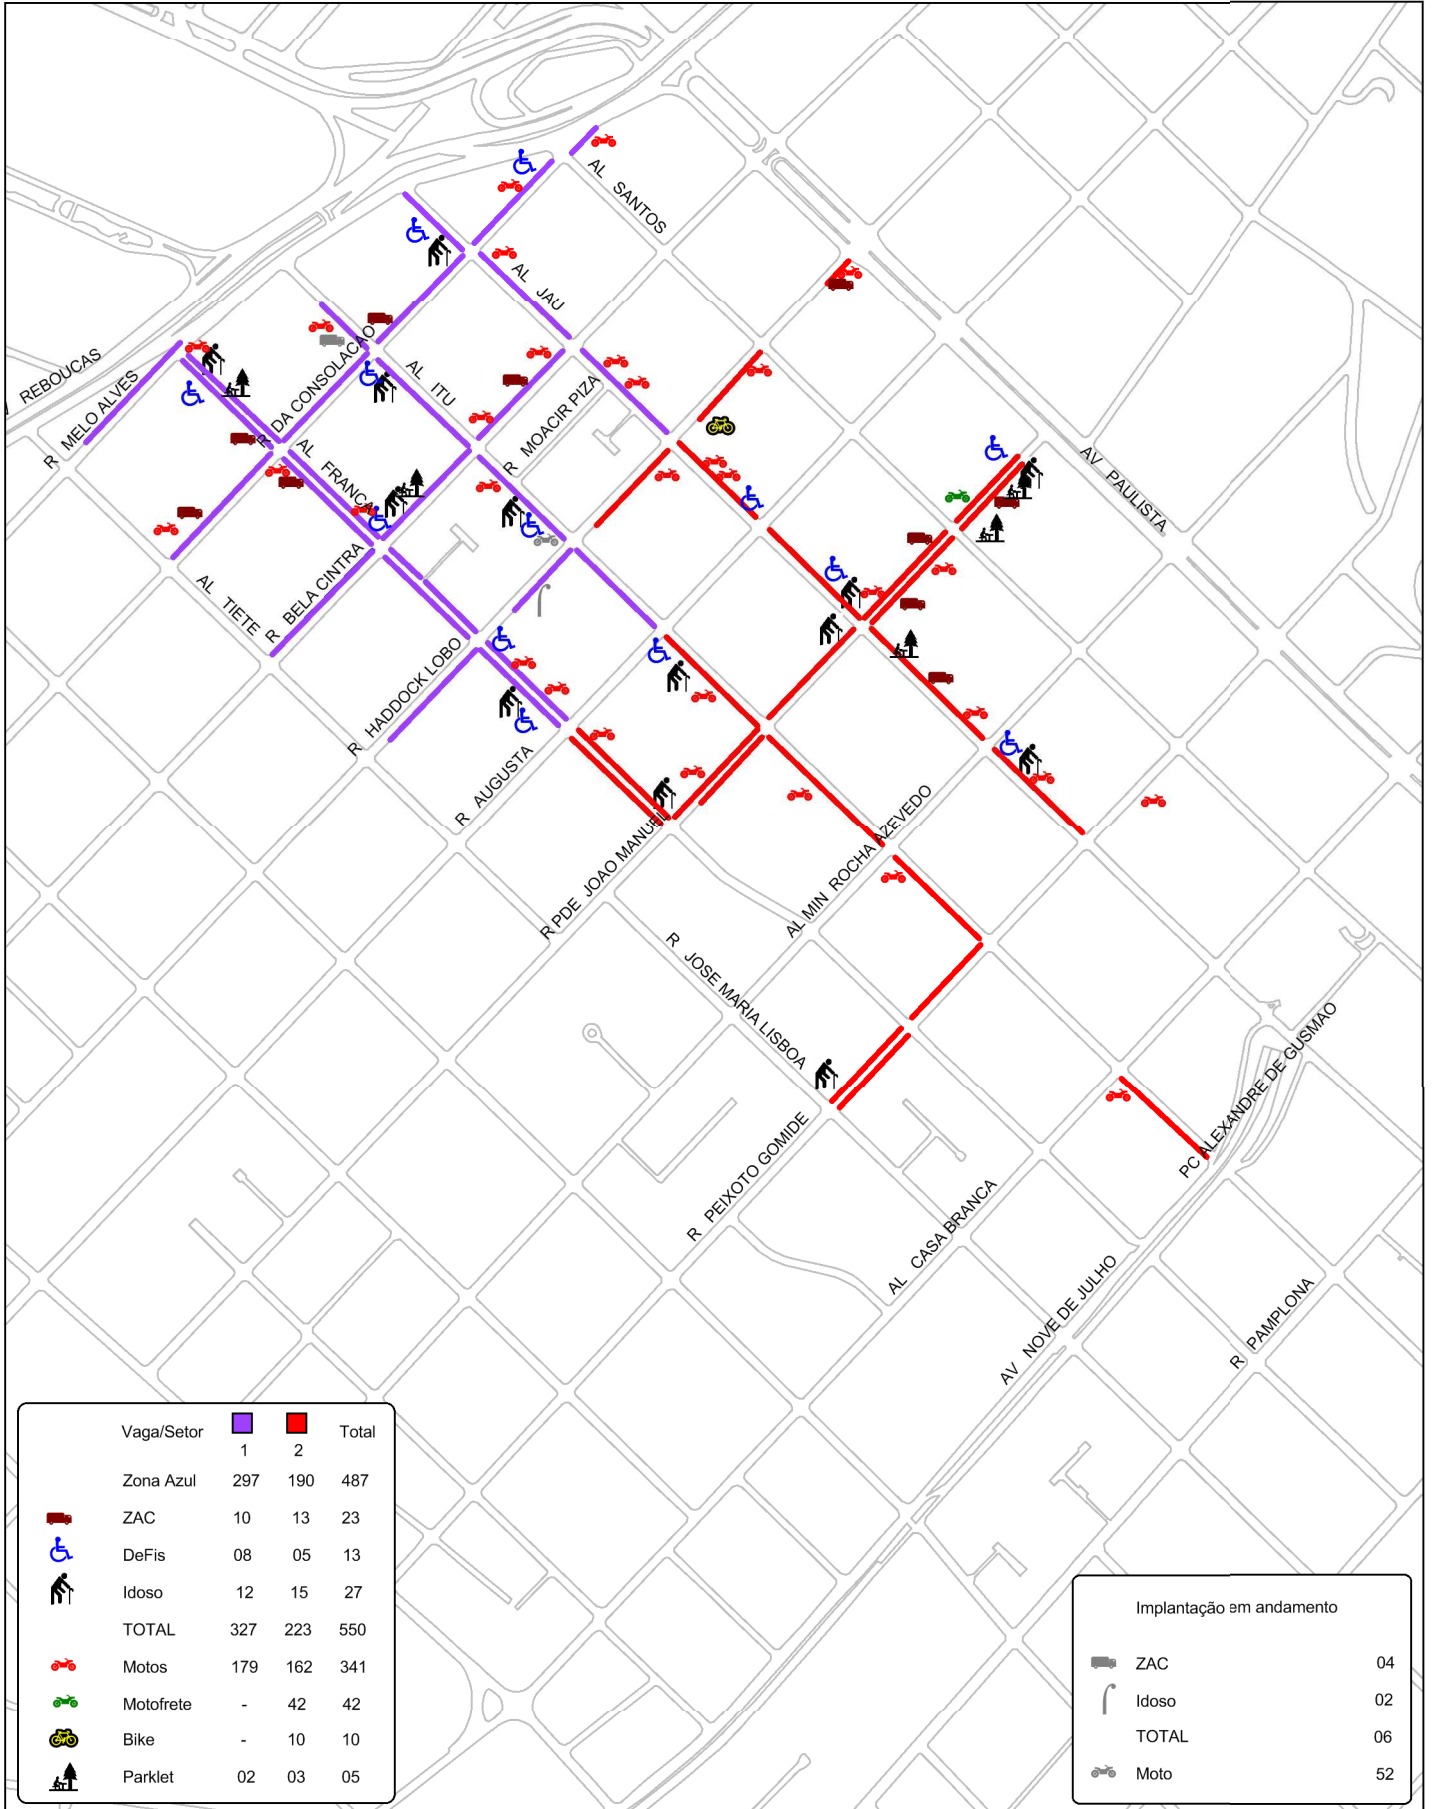 AL SANTOS
AL JAU
REBOUCAS
R MELO ALVES
R DA CONSOLACAO
AL ITU
R MOACIR PIZA
AL FRANCA
AV PAULISTA
AL TIETE
R BELA CINTRA
R HADDOCK LOBO
R AUGUSTA
R PDE JOAO MANUEL
AL MIN ROCHA AZEVEDO
R JOSE MARIA LISBOA
R PEIXOTO GOMIDE
PC ALEXANDRE DE GUSMAO
AL CASA BRANCA
AV NOVE DE JULHO
R PAMPLONA
Vaga/Setor 1 2 Total
Zona Azul 297 190 487
ZAC 10 13 23
DeFis 08 05 13
Idoso 12 15 27
TOTAL 327 223 550
Motos 179 162 341
Motofrete - 42 42
Bike - 10 10
Parklet 02 03 05
Implantação em andamento
ZAC 04
Idoso 02
TOTAL 06
Moto 52